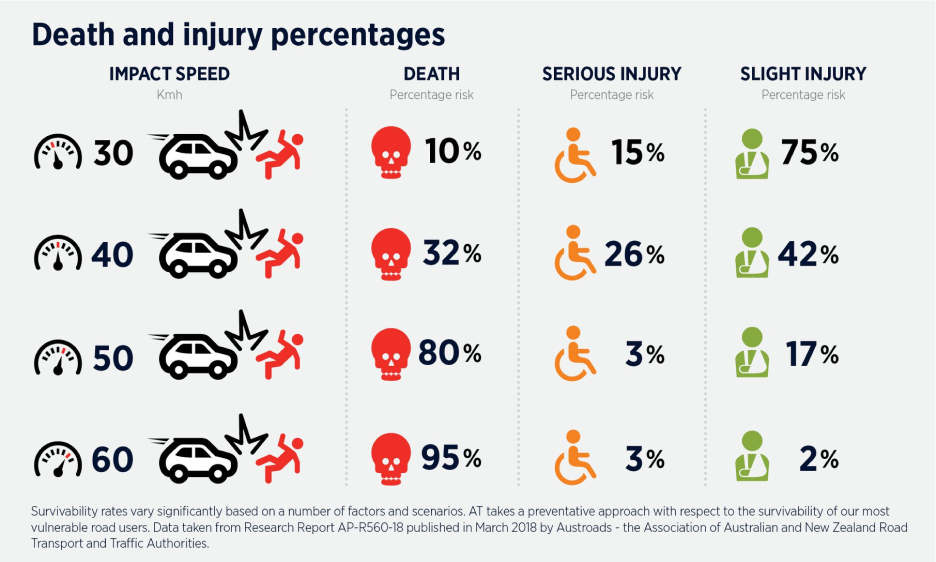 Death and injury percentages
IMPACT SPEED DEATH SERIOUS INJURY SLIGHT INJURY
Kmh Percentage risk Percentage risk Percentage risk
30 10% 15% 75%
40 32% 26% 42%
50 80% 3% 17%
60 95% 3% 2%
Survivability rates vary significantly based on a number of factors and scenarios. AT takes a preventative approach with respect to the survivability of our most
vulnerable road users. Data taken from Research Report AP-R560-18 published in March 2018 by Austroads - the Association of Australian and New Zealand Road
Transport and Traffic Authorities.